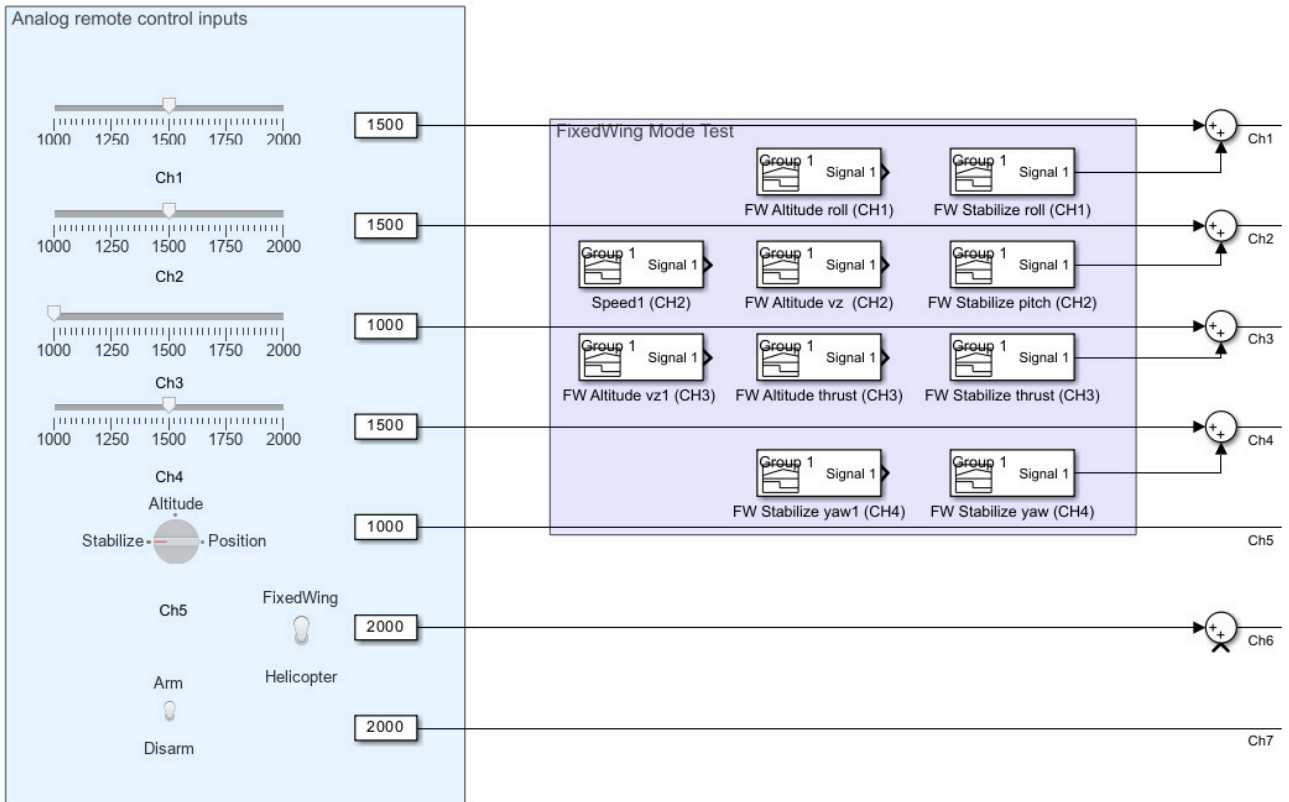 Analog remote control inputs
1000 1250 1500 1750 2000
Ch1
1500
FixedWing Mode Test
Ch1
Group 1
Signal 1
FW Altitude roll (CH1)
Group 1
Signal 1
FW Stabilize roll (CH1)
1000 1250 1500 1750 2000
Ch2
1500
Ch2
Group 1
Signal 1
Speed1 (CH2)
Group 1
Signal 1
FW Altitude vz (CH2)
Group 1
Signal 1
FW Stabilize pitch (CH2)
1000 1250 1500 1750 2000
Ch3
1000
Ch3
Group 1
Signal 1
FW Altitude vz1 (CH3)
Group 1
Signal 1
FW Altitude thrust (CH3)
Group 1
Signal 1
FW Stabilize thrust (CH3)
1000 1250 1500 1750 2000
Ch4
1500
Ch4
Group 1
Signal 1
FW Stabilize yaw1 (CH4)
Group 1
Signal 1
FW Stabilize yaw (CH4)
Altitude
Stabilize
Position
Ch5
1000
Ch5
FixedWing
Helicopter
2000
Ch6
Arm
Disarm
2000
Ch7